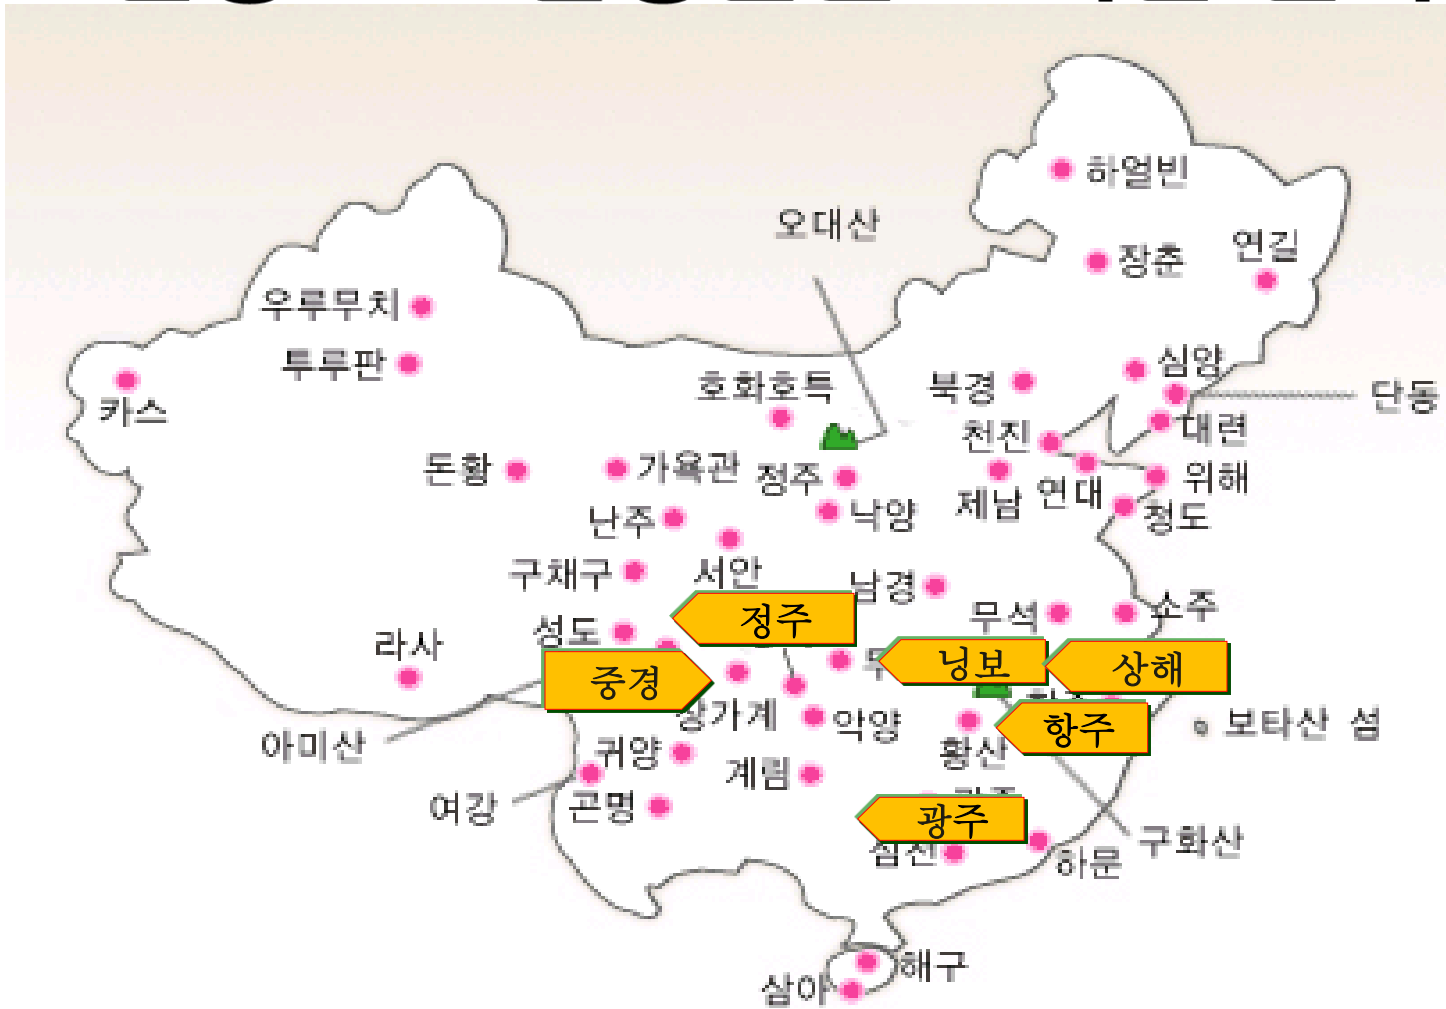 하얼빈
오대산
연길
장춘
우루무치
투루판
심양
호화호특
북경
단동
카스
천진
대련
돈황
가욕관
정주
제남
연대
위해
청도
난주
낙양
구채구
서안
남경
무석
소주
성도
정주
라사
닝보
상해
중경
장가계
악양
항주
보타산 섬
아미산
귀양
황산
계림
여강
곤명
광주
심천
하문
구화산
해구
삼아